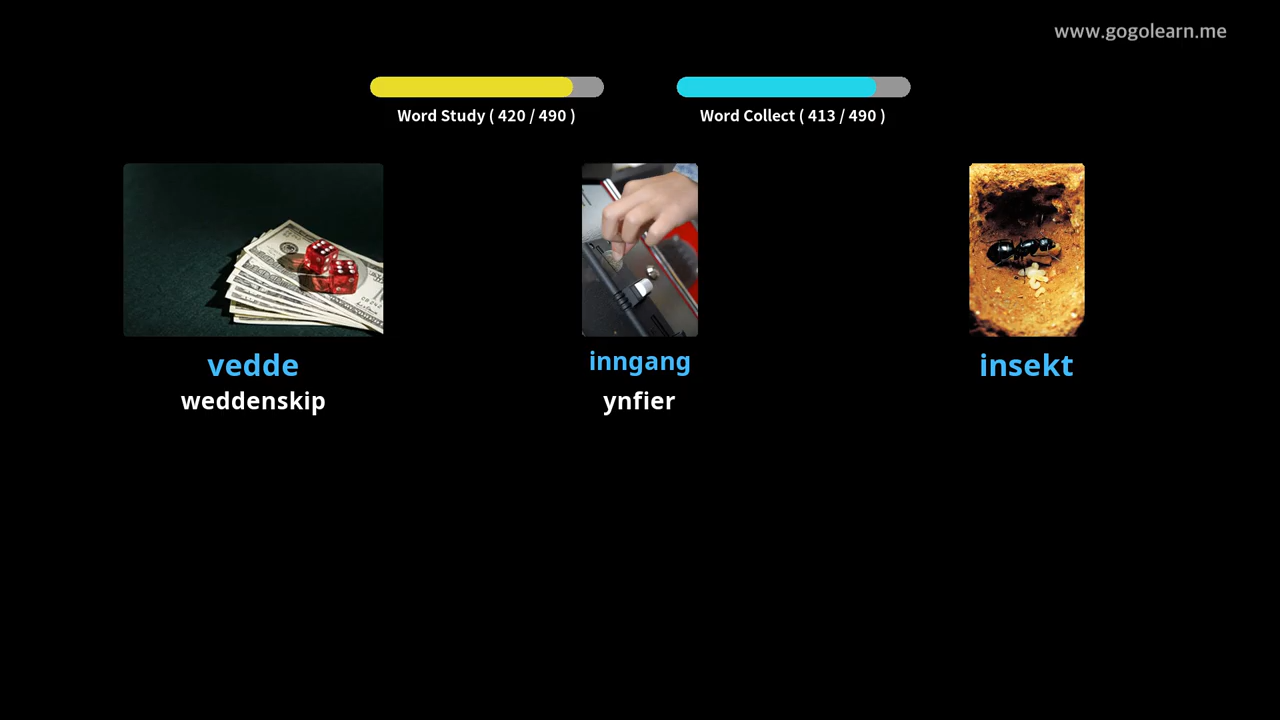 www.gogolearn.me
Word Study ( 420 / 490 )
Word Collect ( 413 / 490 )
vedde
weddenskip
inngang
ynfier
insekt